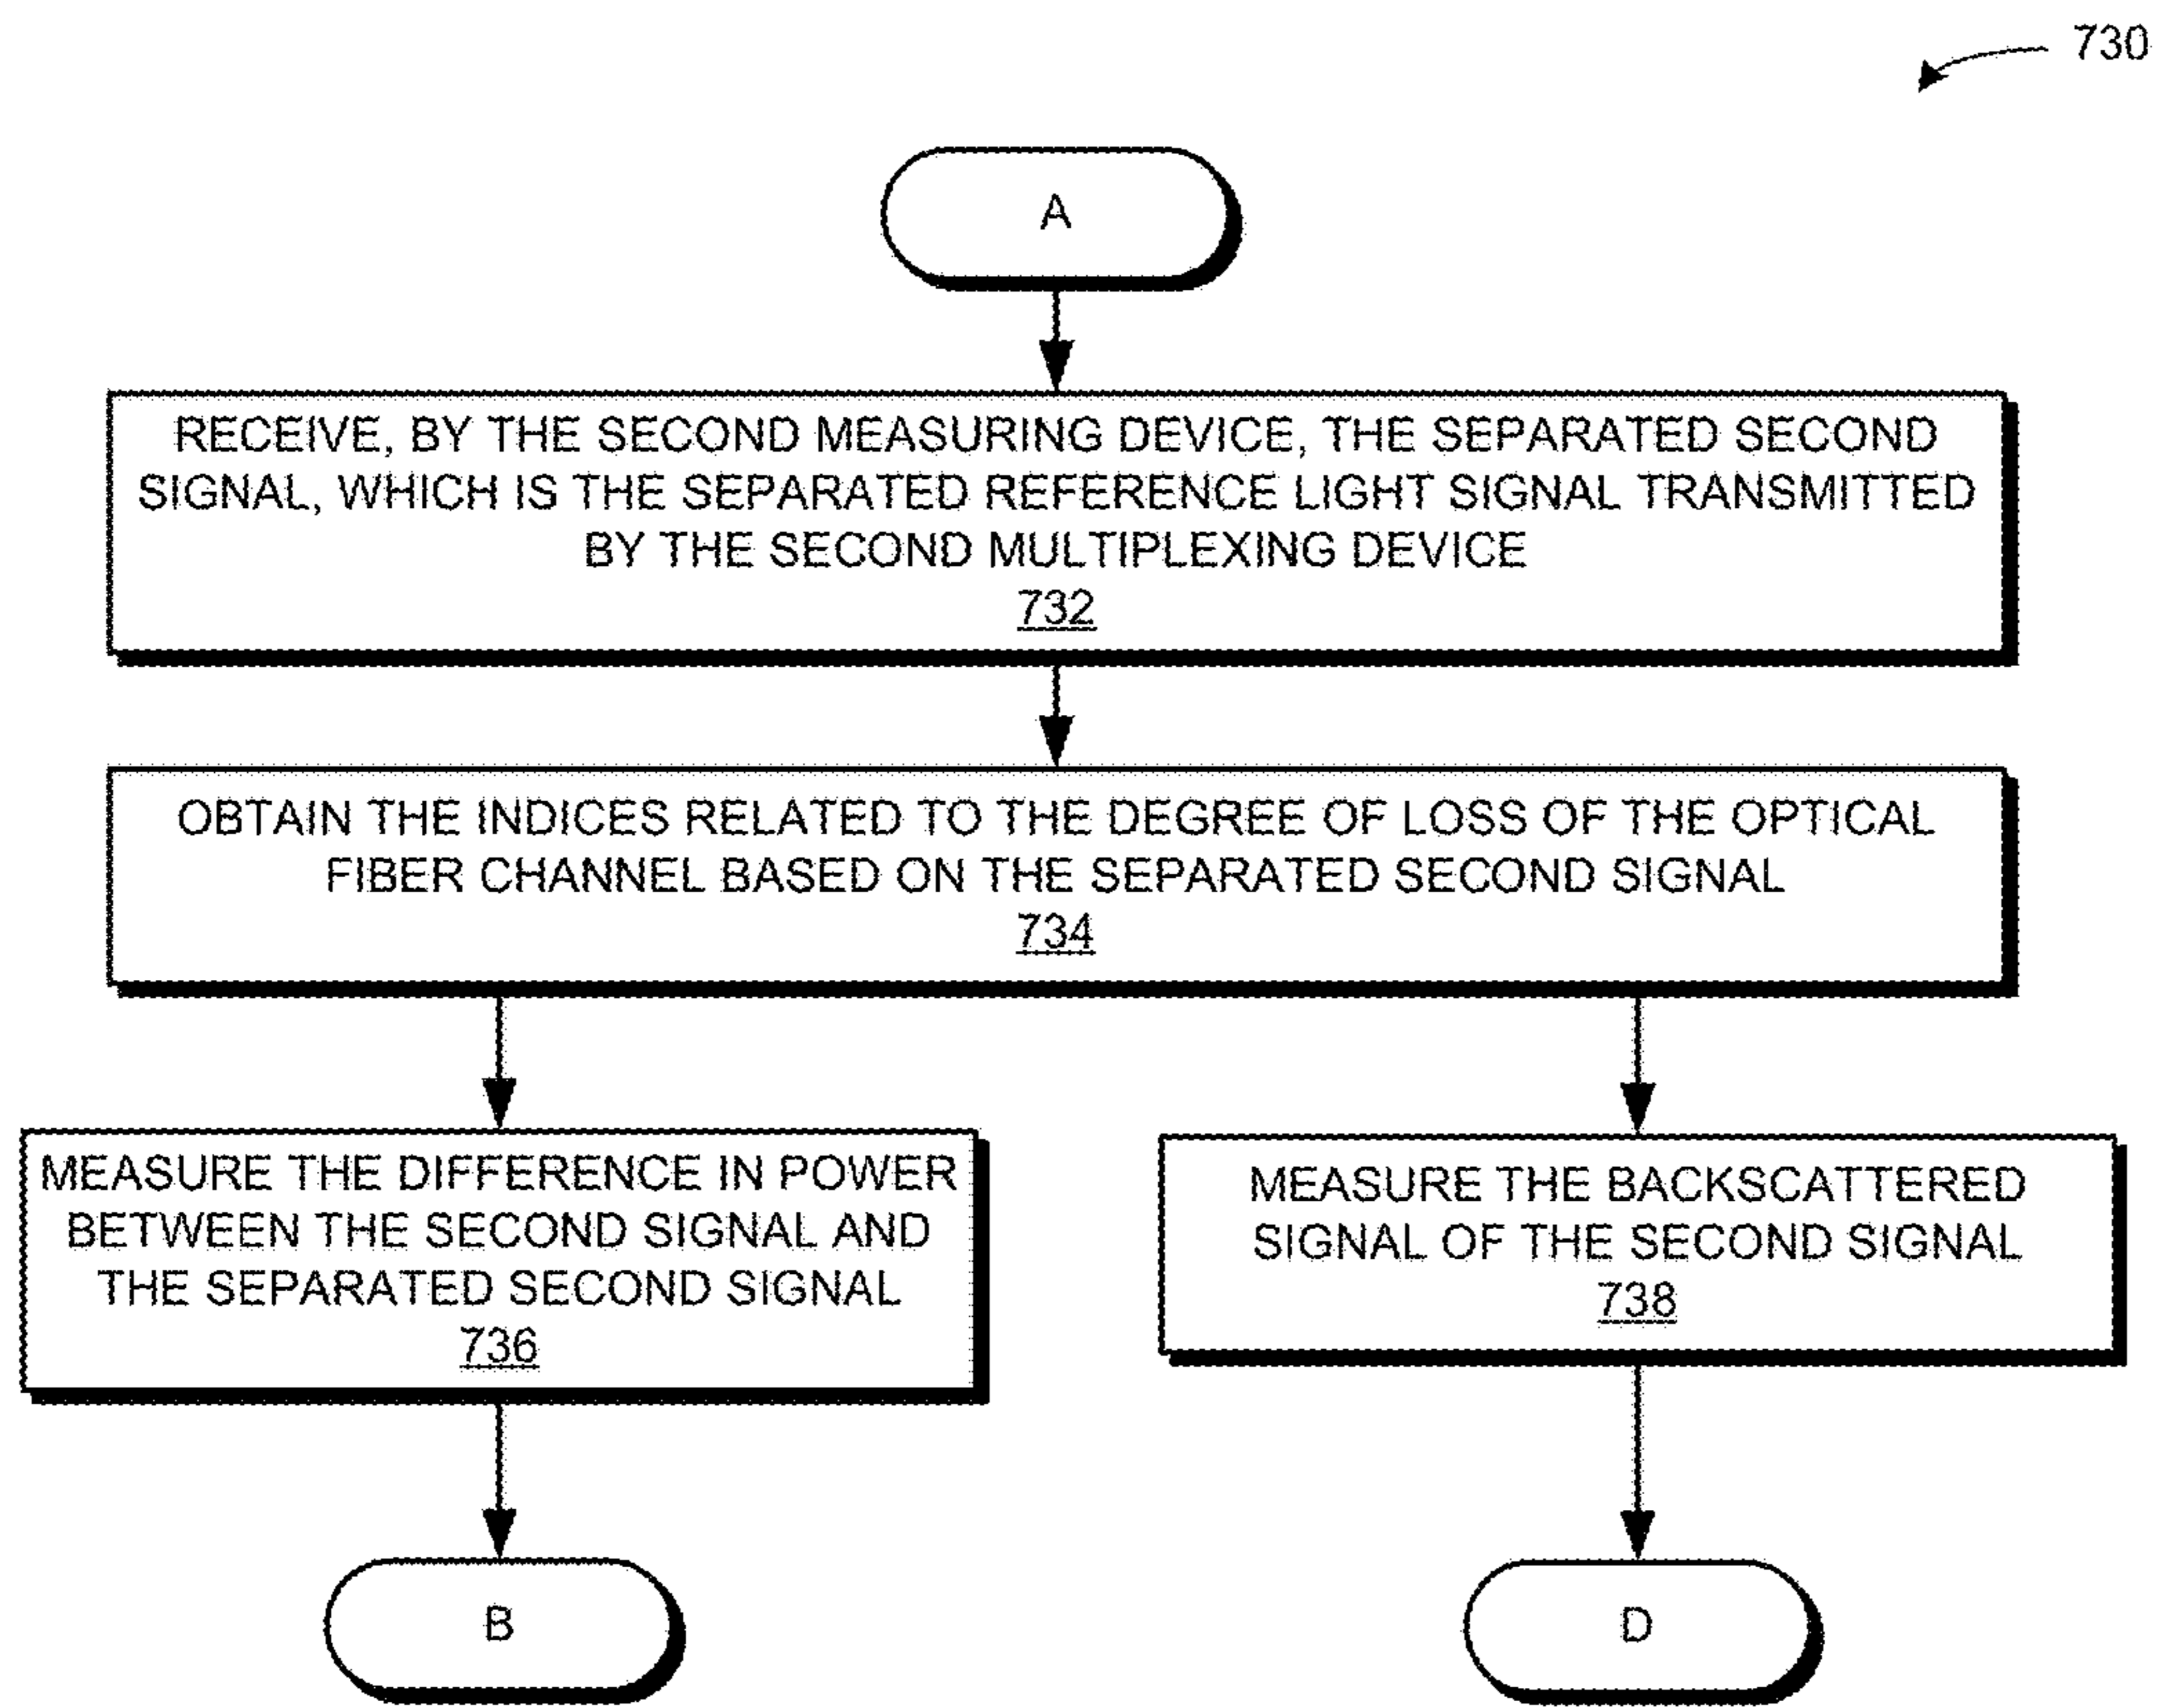 730
A
RECEIVE, BY THE SECOND MEASURING DEVICE, THE SEPARATED SECOND
SIGNAL, WHICH IS THE SEPARATED REFERENCE LIGHT SIGNAL TRANSMITTED
BY THE SECOND MULTIPLEXING DEVICE
732
OBTAIN THE INDICES RELATED TO THE DEGREE OF LOSS OF THE OPTICAL
FIBER CHANNEL BASED ON THE SEPARATED SECOND SIGNAL
734
MEASURE THE DIFFERENCE IN POWER
BETWEEN THE SECOND SIGNAL AND
THE SEPARATED SECOND SIGNAL
736
MEASURE THE BACKSCATTERED
SIGNAL OF THE SECOND SIGNAL
738
B
D